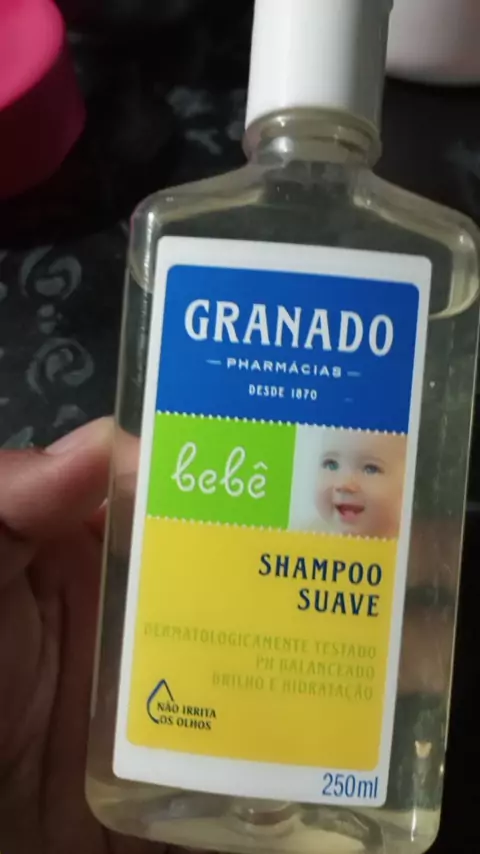 GRANADO
PHARMÁCIAS
DESDE 1870
bebê
SHAMPOO
SUAVE
DERMATOLOGICAMENTE TESTADO
PH BALANCEADO
BRILHO E HIDRATAÇÃO
NÃO IRRITA
OS OLHOS
250ml